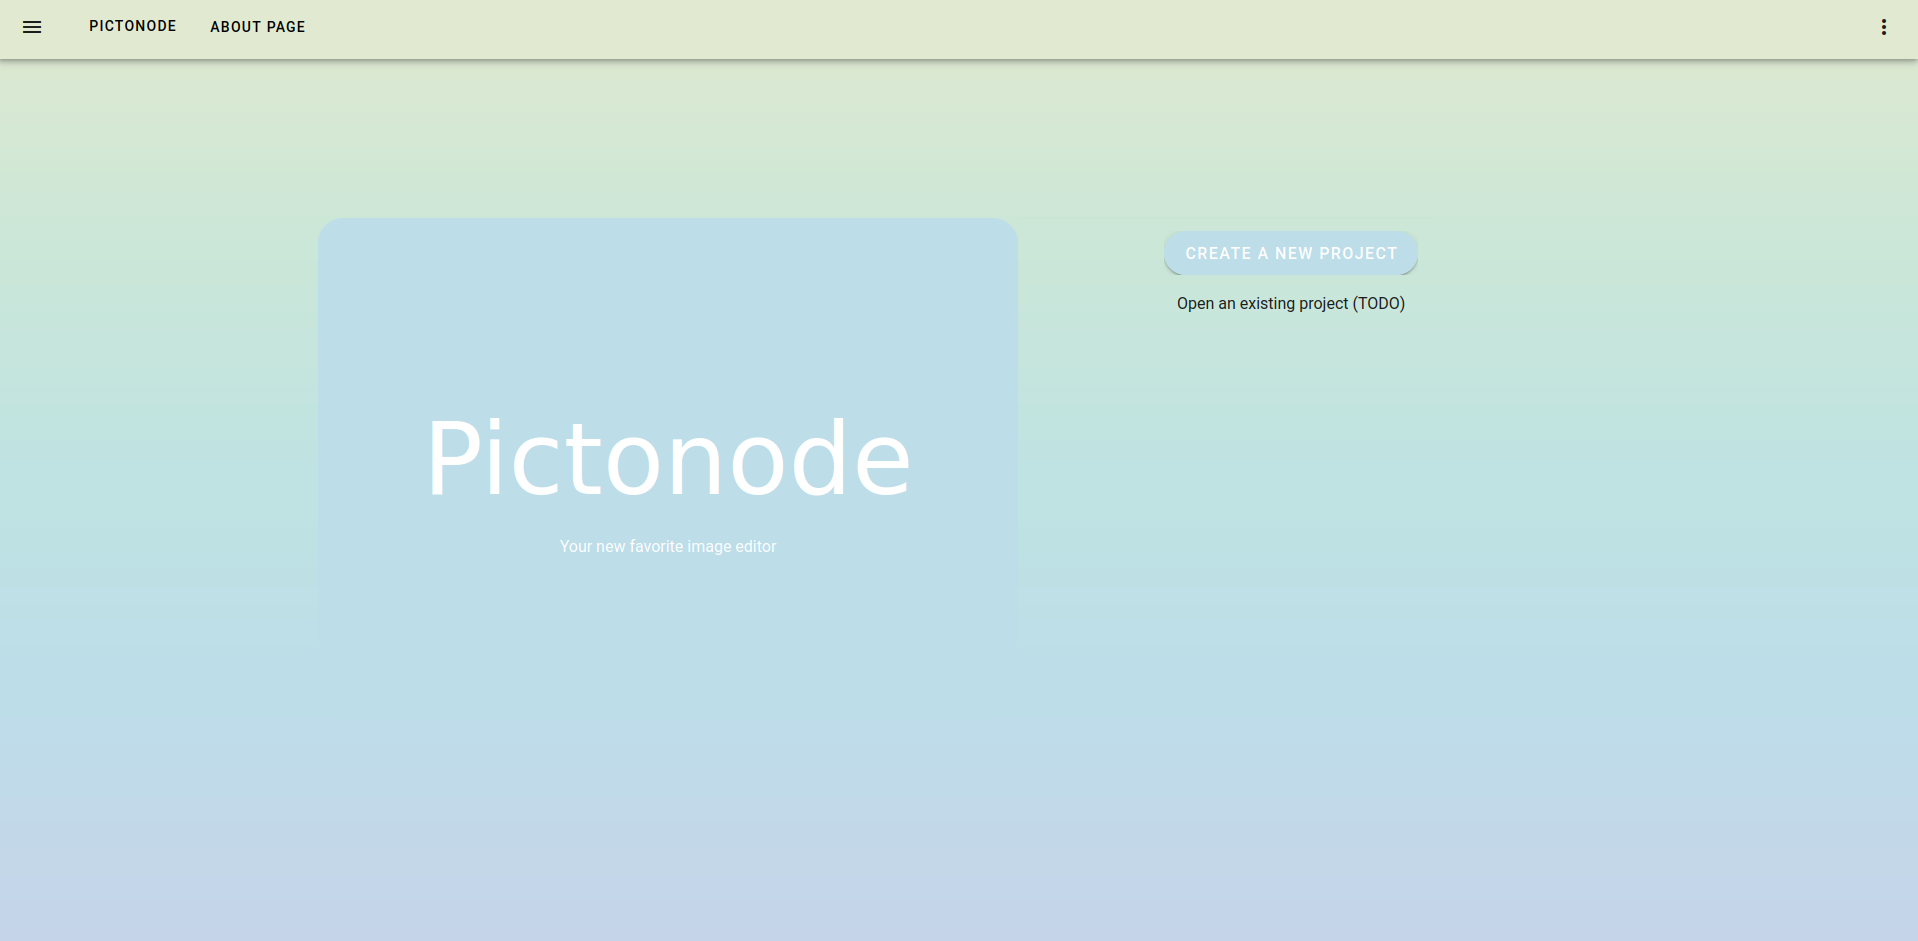 PICTONODE
ABOUT PAGE
CREATE A NEW PROJECT
Open an existing project (TODO)
Pictonode
Your new favorite image editor